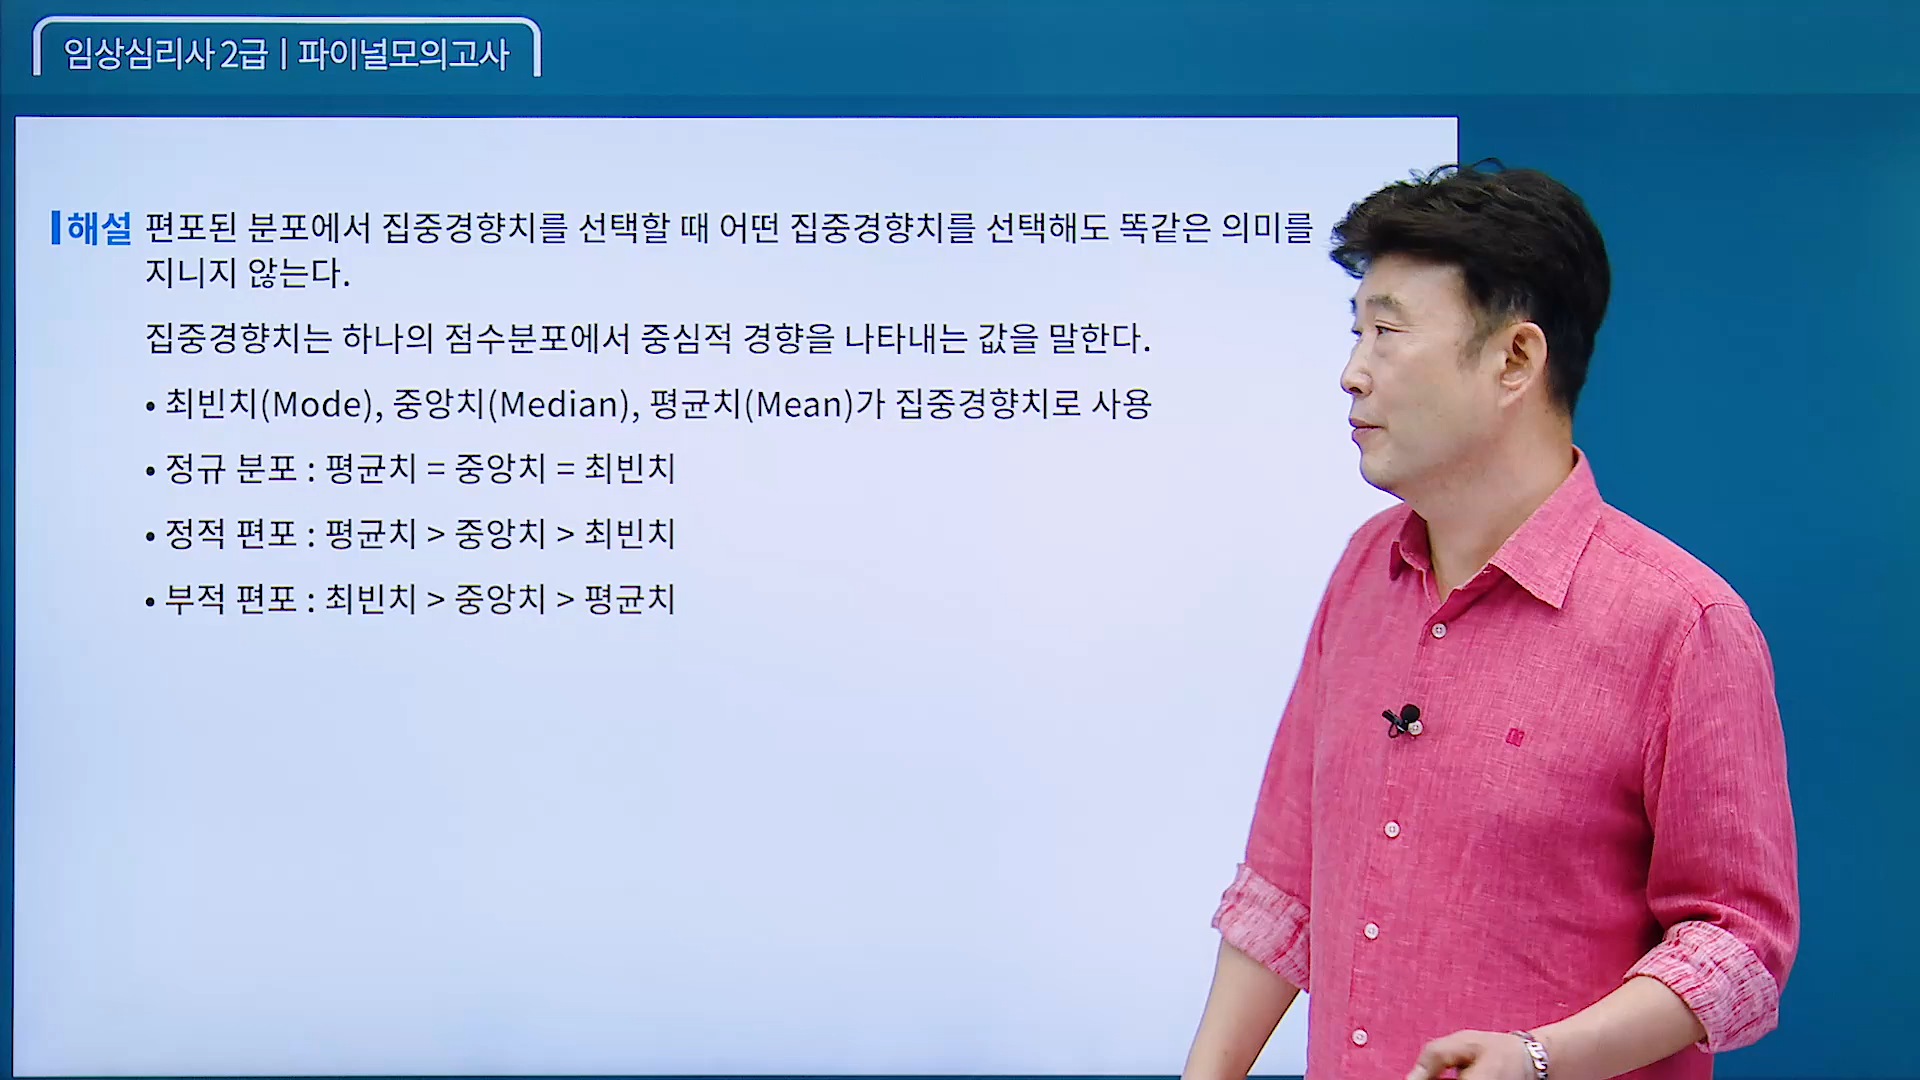 임상심리사 2급 | 파이널모의고사
해설 편포된 분포에서 집중경향치를 선택할 때 어떤 집중경향치를 선택해도 똑같은 의미를
지니지 않는다.
집중경향치는 하나의 점수분포에서 중심적 경향을 나타내는 값을 말한다.
• 최빈치(Mode), 중앙치(Median), 평균치(Mean)가 집중경향치로 사용
• 정규 분포 : 평균치 = 중앙치 = 최빈치
• 정적 편포 : 평균치 > 중앙치 > 최빈치
• 부적 편포 : 최빈치 > 중앙치 > 평균치